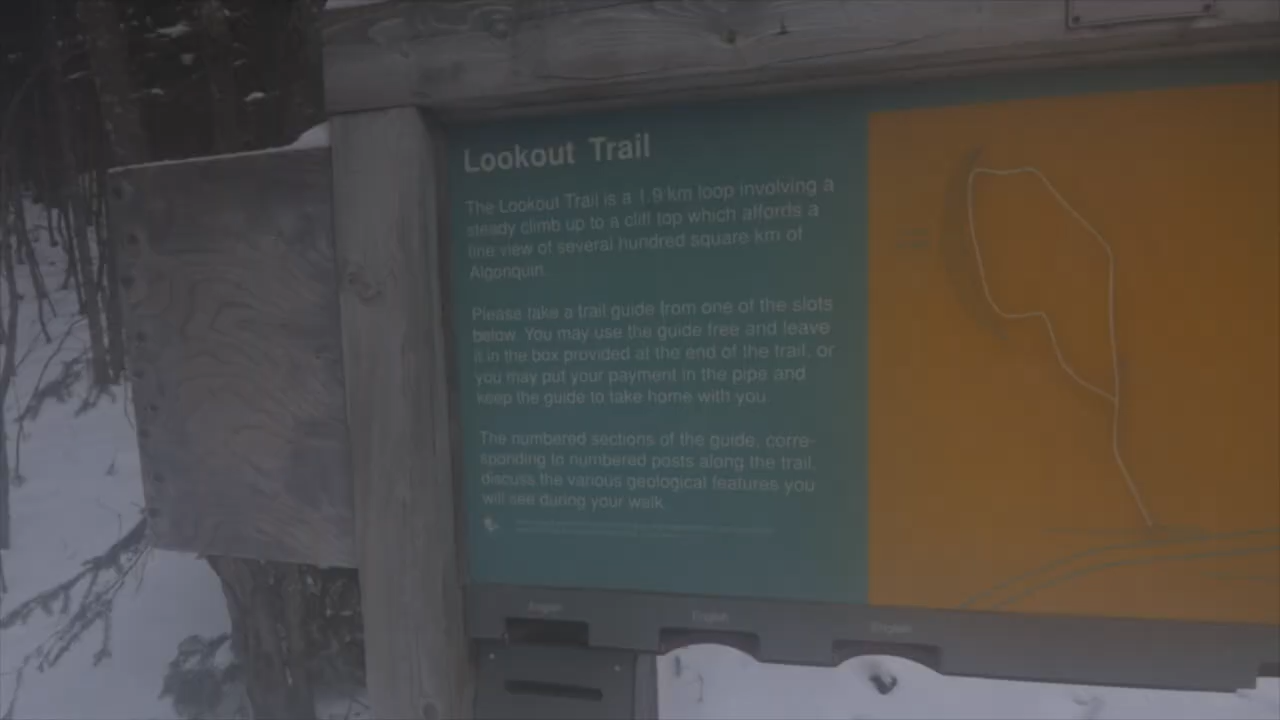 Lookout Trail
The Lookout Trail is a 1.9 km loop involving a
steady climb up to a cliff top which affords a
fine view of several hundred square km of
Algonquin.
Please take a trail guide from one of the slots
below. You may use the guide free and leave
it in the box provided at the end of the trail, or
you may put your payment in the pipe and
keep the guide to take home with you.
The numbered sections of the guide, corre-
sponding to numbered posts along the trail,
discuss the various geological features you
will see during your walk.
English
English